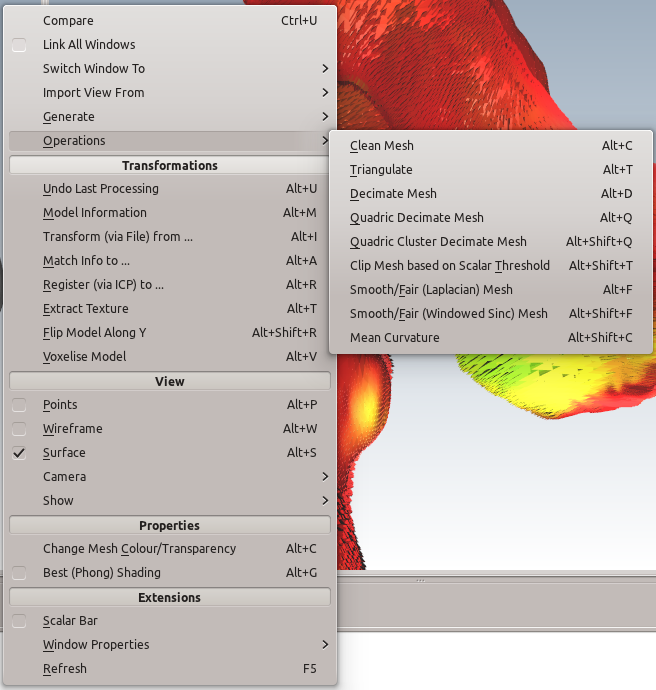 Compare Ctrl+U
Link All Windows
Switch Window To
Import View From
Generate
Operations
Transformations
Undo Last Processing Alt+U
Model Information Alt+M
Transform (via File) from ... Alt+I
Match Info to ... Alt+A
Register (via ICP) to ... Alt+R
Extract Texture Alt+T
Flip Model Along Y Alt+Shift+R
Voxelise Model Alt+V
View
Points Alt+P
Wireframe Alt+W
Surface Alt+S
Camera
Show
Properties
Change Mesh Colour/Transparency Alt+C
Best (Phong) Shading Alt+G
Extensions
Scalar Bar
Window Properties
Refresh F5
Clean Mesh Alt+C
Triangulate Alt+T
Decimate Mesh Alt+D
Quadric Decimate Mesh Alt+Q
Quadric Cluster Decimate Mesh Alt+Shift+Q
Clip Mesh based on Scalar Threshold Alt+Shift+T
Smooth/Fair (Laplacian) Mesh Alt+F
Smooth/Fair (Windowed Sinc) Mesh Alt+Shift+F
Mean Curvature Alt+Shift+C